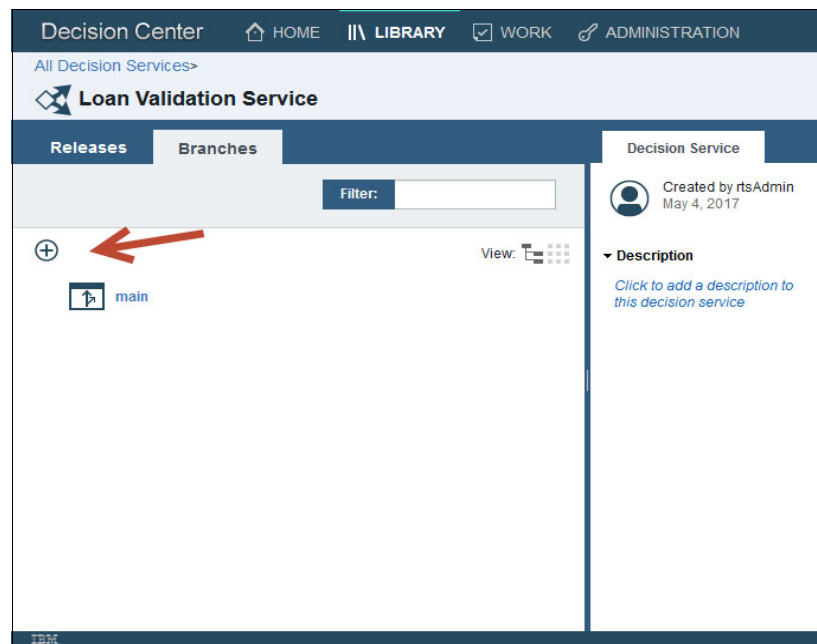 Decision Center HOME LIBRARY WORK ADMINISTRATION
All Decision Services>
Loan Validation Service
Releases Branches
Filter:
View:
main
Decision Service
Created by rtsAdmin
May 4, 2017
Description
Click to add a description to
this decision service
IBM